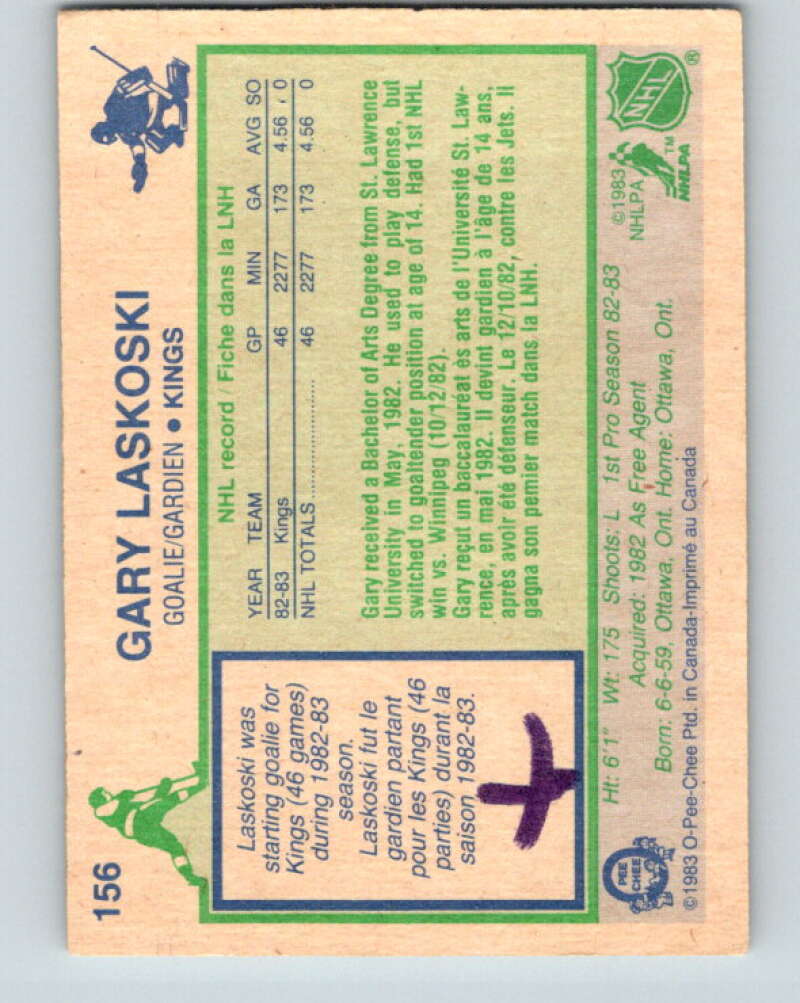 156
GARY LASKOSKI
GOALIE/GARDIEN • KINGS
Laskoski was
starting goalie for
Kings (46 games)
during 1982-83
season.
Laskoski fut le
gardien partant
pour les Kings (46
parties) durant la
saison 1982-83.
NHL record / Fiche dans la LNH
YEAR TEAM GP MIN GA AVG SO
82-83 Kings 46 2277 173 4.56 0
NHL TOTALS .................. 46 2277 173 4.56 0
Gary received a Bachelor of Arts Degree from St. Lawrence
University in May, 1982. He used to play defense, but
switched to goaltender position at age of 14. Had 1st NHL
win vs. Winnipeg (10/12/82).
Gary reçut un baccalauréat ès arts de l'Université St. Law-
rence, en mai 1982. Il devint gardien à l'âge de 14 ans,
après avoir été défenseur. Le 12/10/82, contre les Jets. Il
gagna son pemier match dans la LNH.
Ht: 6'1" Wt: 175 Shoots: L 1st Pro Season 82-83
Acquired: 1982 As Free Agent
Born: 6-6-59, Ottawa, Ont. Home: Ottawa, Ont.
©1983 O-Pee-Chee Ptd. in Canada-Imprimé au Canada
O
PEE
CHEE
©1983
NHLPA
NHLPA
™
NHL
®